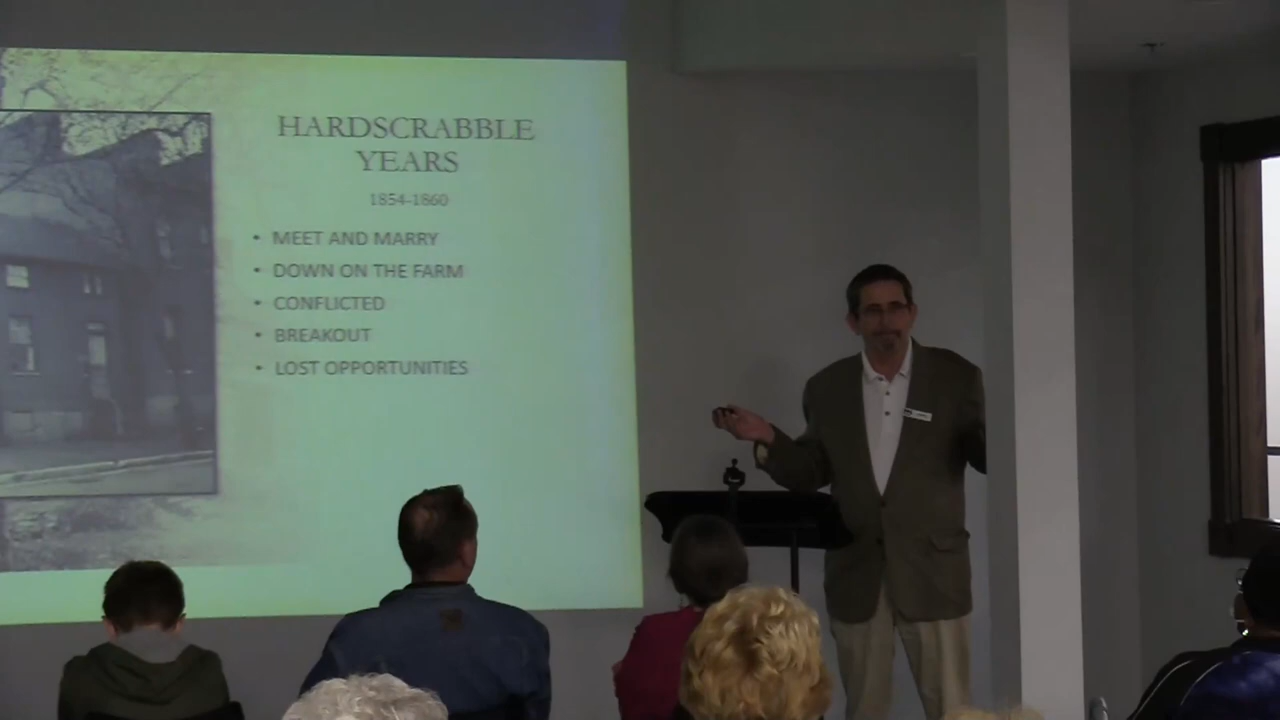 HARDSCRABBLE
YEARS
1854-1860
• MEET AND MARRY
• DOWN ON THE FARM
• CONFLICTED
• BREAKOUT
• LOST OPPORTUNITIES